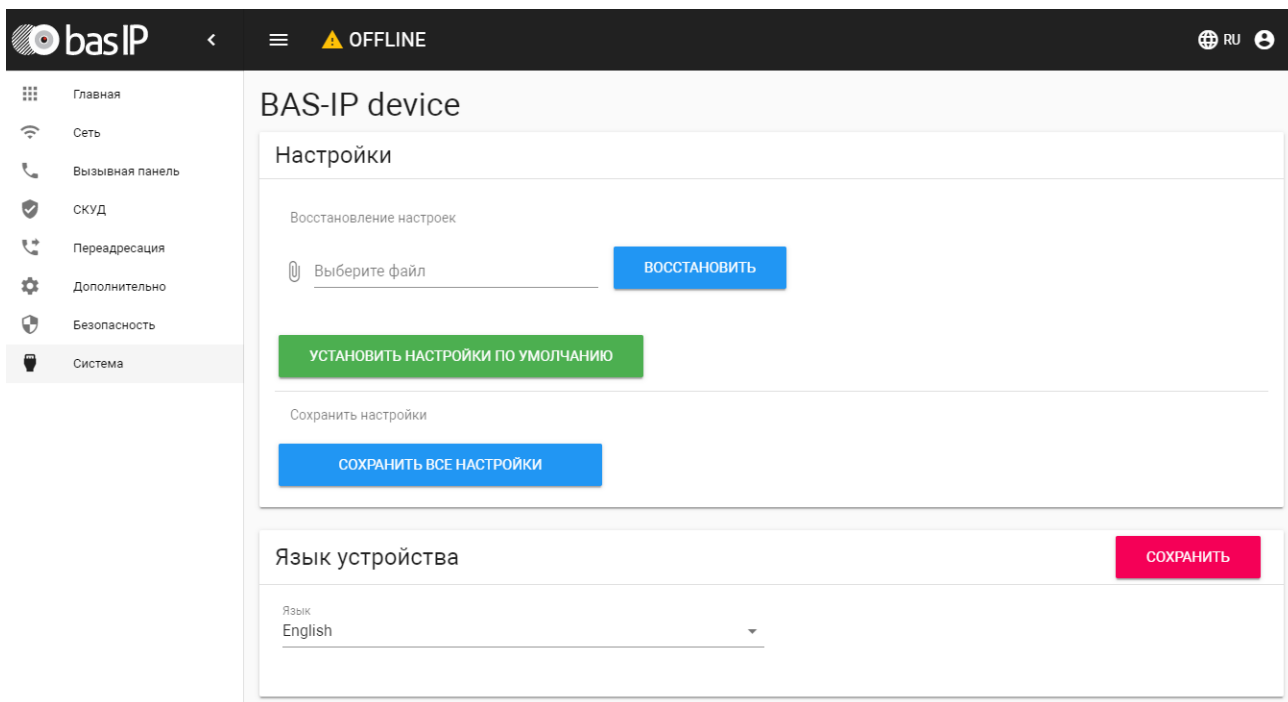 bas IP
OFFLINE
RU
Главная
Сеть
Вызывная панель
СКУД
Переадресация
Дополнительно
Безопасность
Система
BAS-IP device
Настройки
Восстановление настроек
Выберите файл
ВОССТАНОВИТЬ
УСТАНОВИТЬ НАСТРОЙКИ ПО УМОЛЧАНИЮ
Сохранить настройки
СОХРАНИТЬ ВСЕ НАСТРОЙКИ
Язык устройства
СОХРАНИТЬ
Язык
English